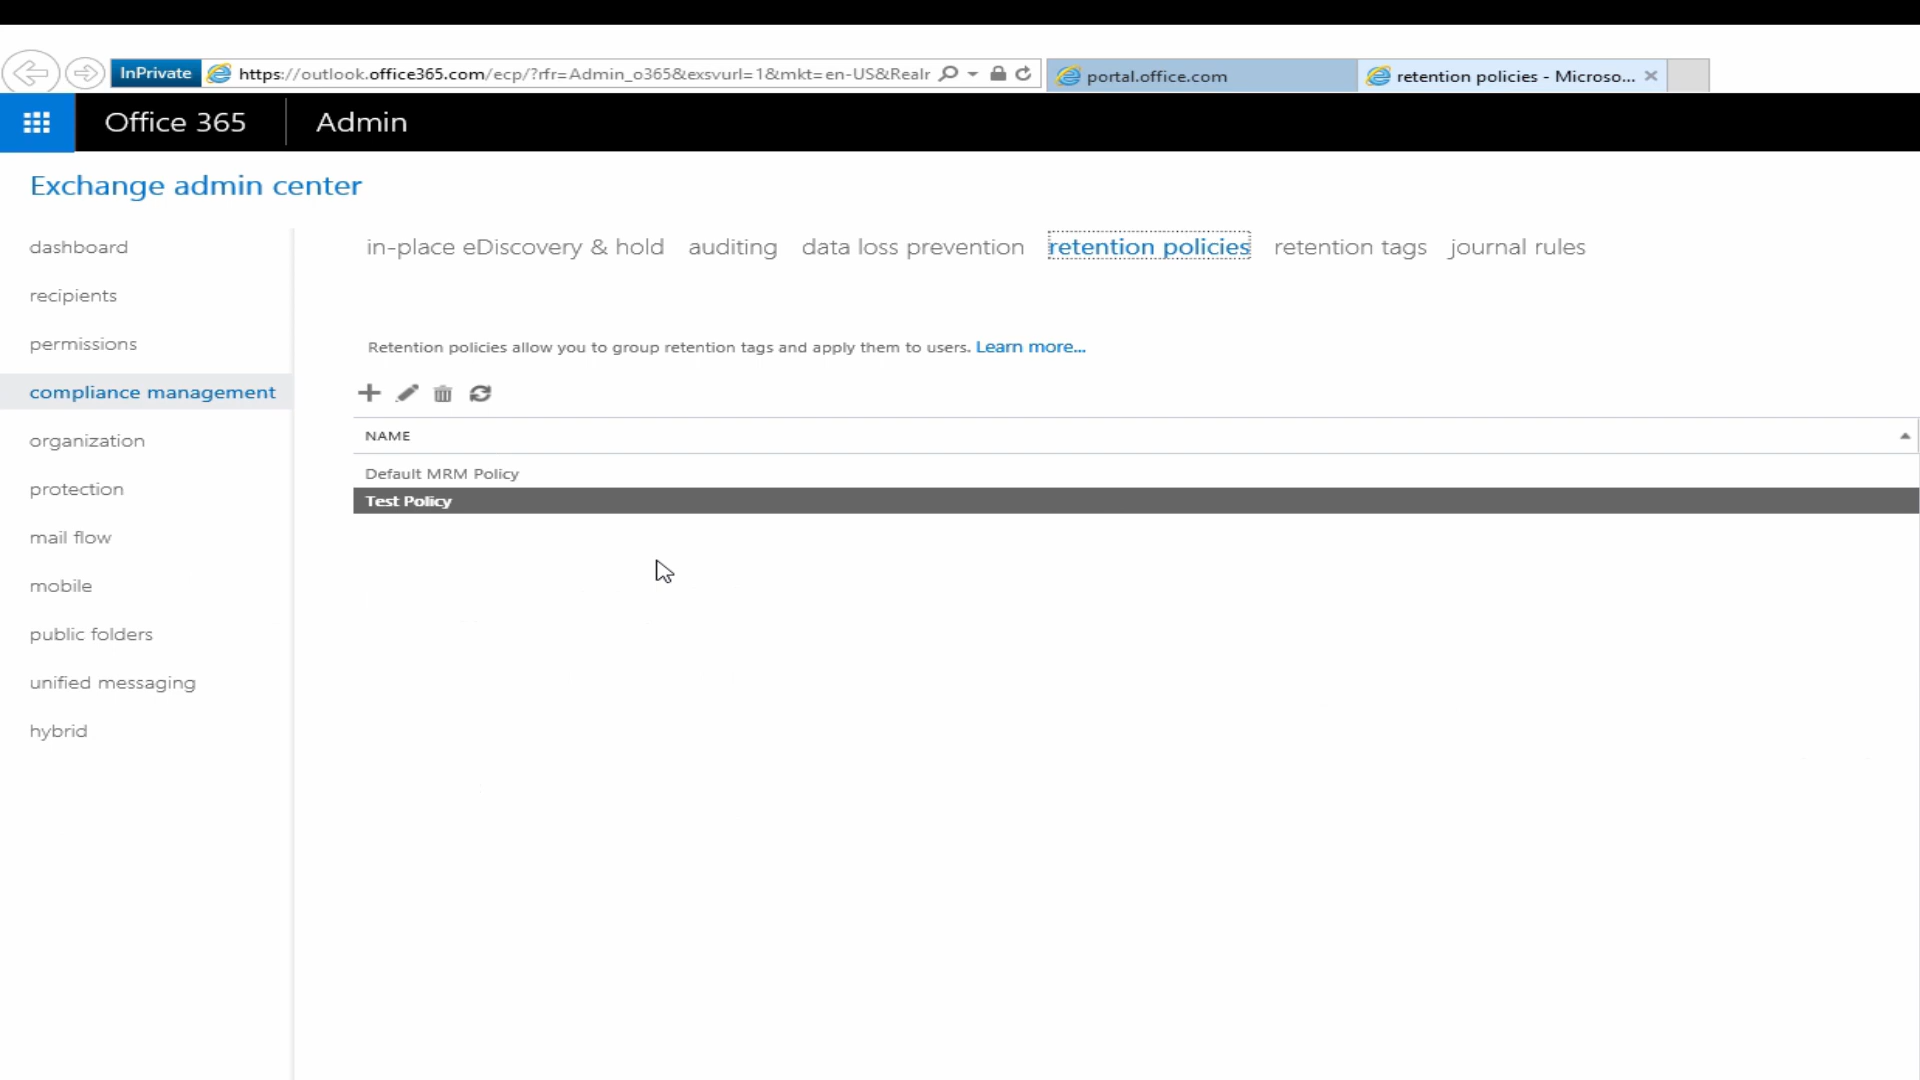 InPrivate https://outlook.office365.com/ecp/?rfr=Admin_o365&exsvurl=1&mkt=en-US&Realr portal.office.com retention policies - Microso...
Office 365 Admin
Exchange admin center
dashboard
recipients
permissions
compliance management
organization
protection
mail flow
mobile
public folders
unified messaging
hybrid
in-place eDiscovery & hold auditing data loss prevention retention policies retention tags journal rules
Retention policies allow you to group retention tags and apply them to users. Learn more...
NAME
Default MRM Policy
Test Policy